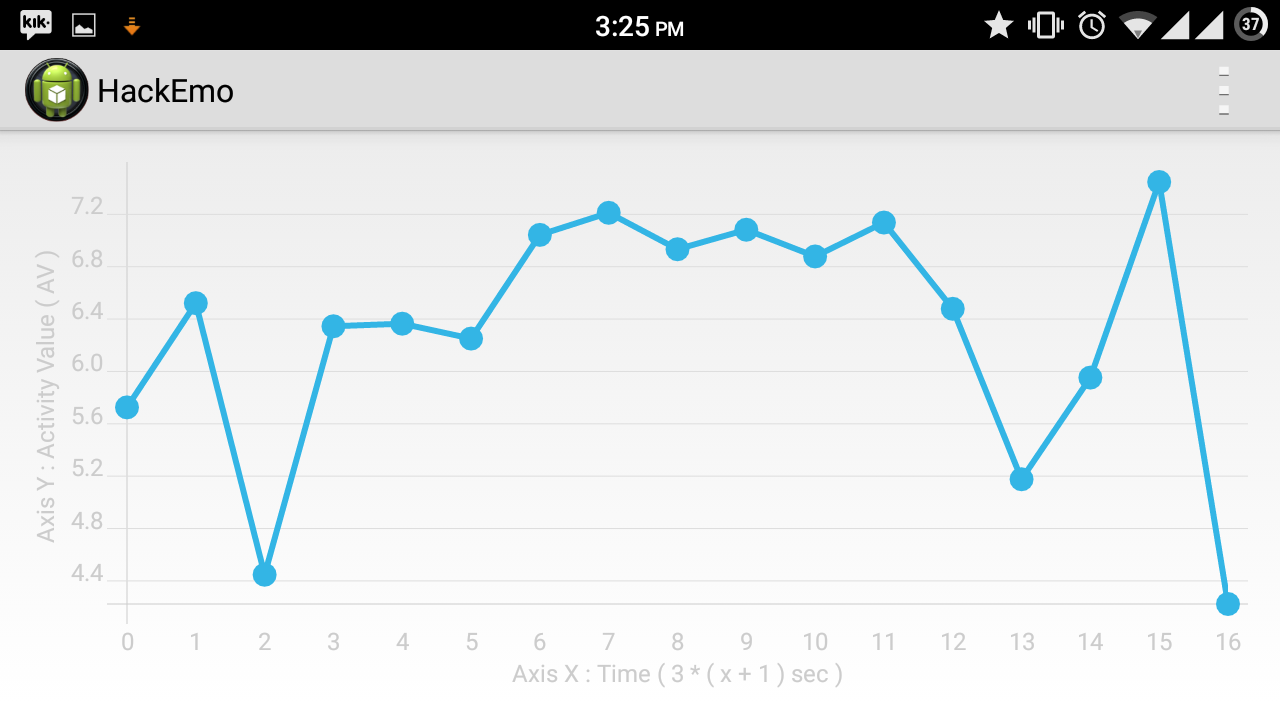 kik·
3:25 PM
37
HackEmo
Axis Y : Activity Value ( AV )
7.2
6.8
6.4
6.0
5.6
5.2
4.8
4.4
0 1 2 3 4 5 6 7 8 9 10 11 12 13 14 15 16
Axis X : Time ( 3 * ( x + 1 ) sec )